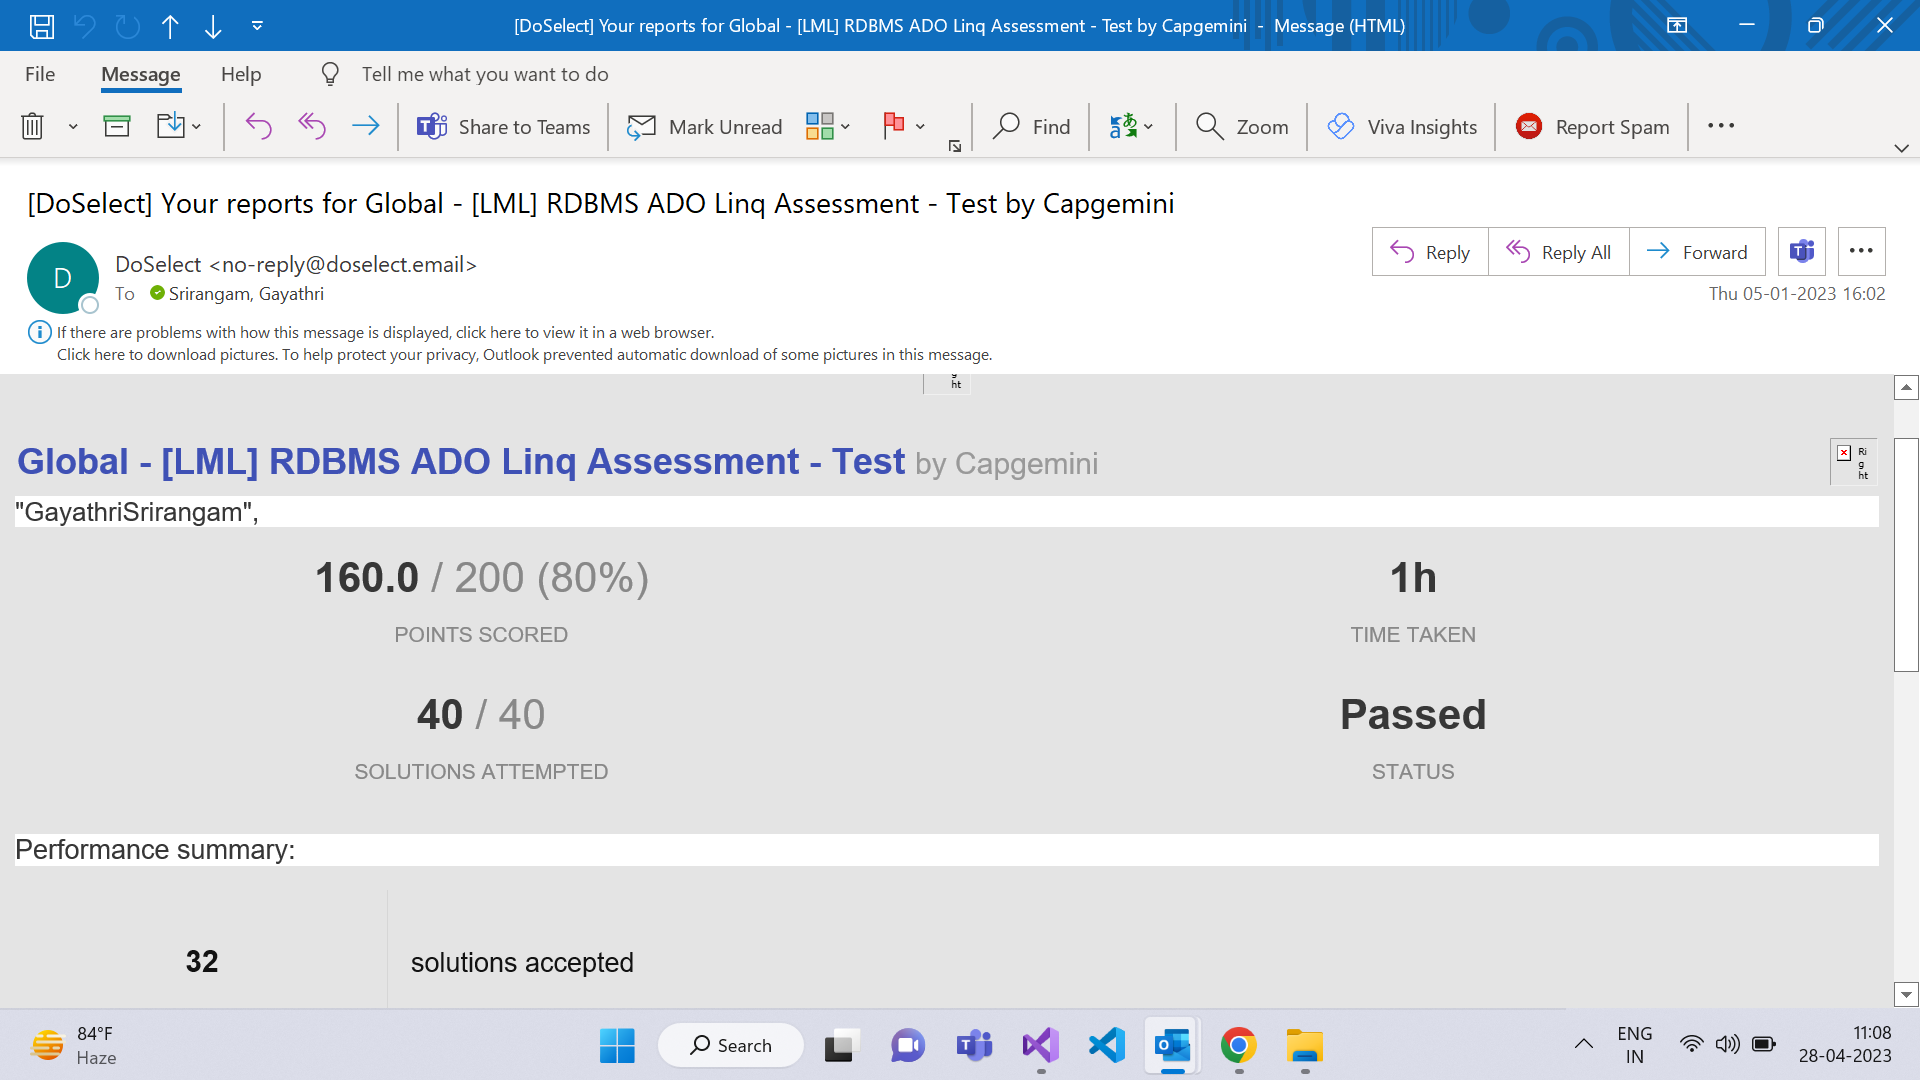 [DoSelect] Your reports for Global - [LML] RDBMS ADO Linq Assessment - Test by Capgemini - Message (HTML)
File Message Help Tell me what you want to do
Share to Teams Mark Unread Find Zoom Viva Insights Report Spam
[DoSelect] Your reports for Global - [LML] RDBMS ADO Linq Assessment - Test by Capgemini
D
DoSelect <no-reply@doselect.email>
To Srirangam, Gayathri
Reply Reply All Forward
Thu 05-01-2023 16:02
If there are problems with how this message is displayed, click here to view it in a web browser.
Click here to download pictures. To help protect your privacy, Outlook prevented automatic download of some pictures in this message.
ht
Global - [LML] RDBMS ADO Linq Assessment - Test by Capgemini
Ri
g
ht
"GayathriSrirangam",
160.0 / 200 (80%)
POINTS SCORED
1h
TIME TAKEN
40 / 40
SOLUTIONS ATTEMPTED
Passed
STATUS
Performance summary:
32 solutions accepted
84°F
Haze
Search
ENG
IN
11:08
28-04-2023